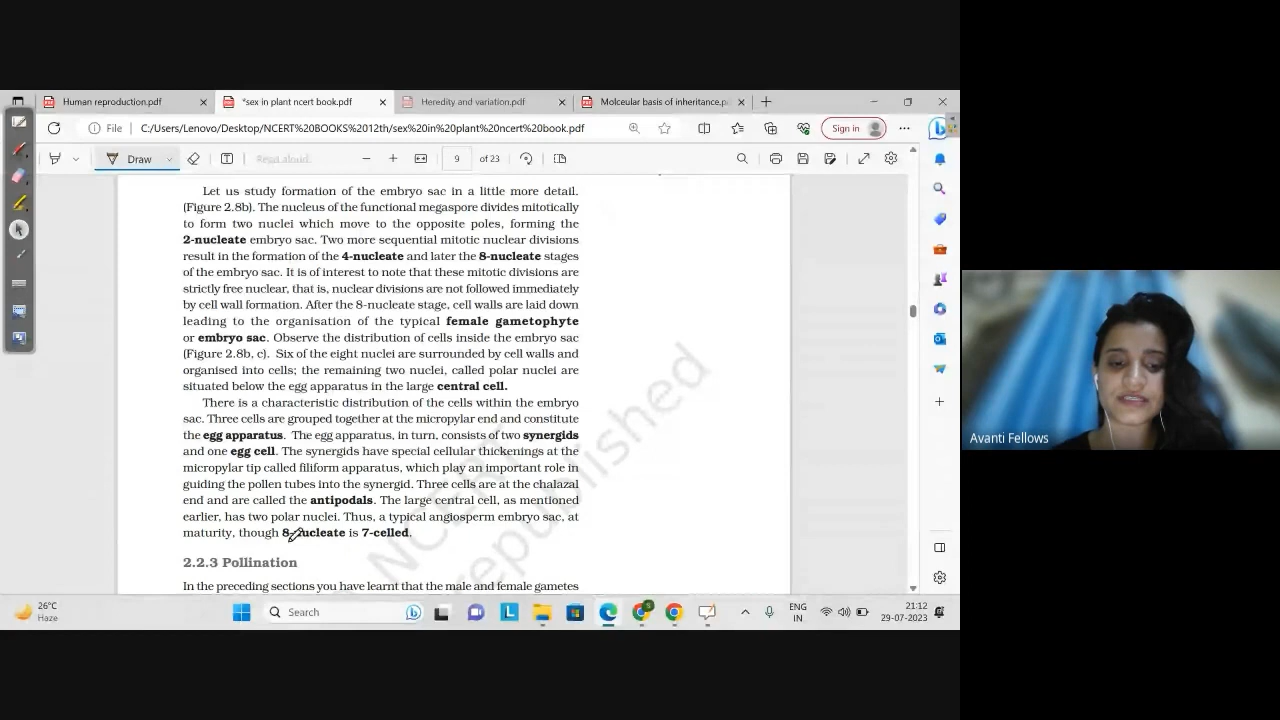 Human reproduction.pdf
*sex in plant ncert book.pdf
Heredity and variation.pdf
Molceular basis of inheritance.p
File
C:/Users/Lenovo/Desktop/NCERT%20BOOKS%2012th/sex%20in%20plant%20ncert%20book.pdf
Sign in
Draw
Read aloud
9 of 23
Let us study formation of the embryo sac in a little more detail.
(Figure 2.8b). The nucleus of the functional megaspore divides mitotically
to form two nuclei which move to the opposite poles, forming the
2-nucleate embryo sac. Two more sequential mitotic nuclear divisions
result in the formation of the 4-nucleate and later the 8-nucleate stages
of the embryo sac. It is of interest to note that these mitotic divisions are
strictly free nuclear, that is, nuclear divisions are not followed immediately
by cell wall formation. After the 8-nucleate stage, cell walls are laid down
leading to the organisation of the typical female gametophyte
or embryo sac. Observe the distribution of cells inside the embryo sac
(Figure 2.8b, c). Six of the eight nuclei are surrounded by cell walls and
organised into cells; the remaining two nuclei, called polar nuclei are
situated below the egg apparatus in the large central cell.
There is a characteristic distribution of the cells within the embryo
sac. Three cells are grouped together at the micropylar end and constitute
the egg apparatus. The egg apparatus, in turn, consists of two synergids
and one egg cell. The synergids have special cellular thickenings at the
micropylar tip called filiform apparatus, which play an important role in
guiding the pollen tubes into the synergid. Three cells are at the chalazal
end and are called the antipodals. The large central cell, as mentioned
earlier, has two polar nuclei. Thus, a typical angiosperm embryo sac, at
maturity, though 8-nucleate is 7-celled.
2.2.3 Pollination
In the preceding sections you have learnt that the male and female gametes
NCERT
republished
Avanti Fellows
26°C
Haze
Search
ENG
IN
21:12
29-07-2023